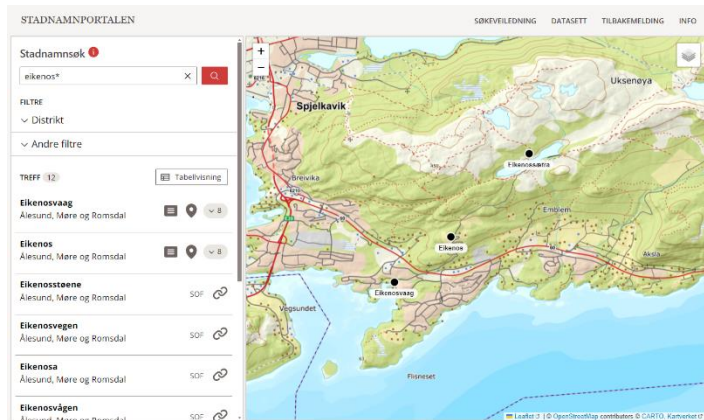 STADNAMNPORTALEN
SØKEVEILEDNING DATASETT TILBAKEMELDING INFO
Stadnamnsøk
eikenos*
FILTRE
Distrikt
Andre filtre
TREFF 12 Tabellvisning
Eikenosvaag
Ålesund, Møre og Romsdal 8
Eikenos
Ålesund, Møre og Romsdal 8
Eikenosstøene
Ålesund, Møre og Romsdal SOF
Eikenosvegen
Ålesund, Møre og Romsdal SOF
Eikenosa
Ålesund, Møre og Romsdal SOF
Eikenosvågen
Ålesund, Møre og Romsdal SOF
+
−
Uksenøya
Spjelkavik
Eikenossætra
Breivika
Emblem
Eikenos
Aksla
Eikenosvaag
Vegsundet
Flisneset
Leaflet | © OpenStreetMap contributors © CARTO, Kartverket